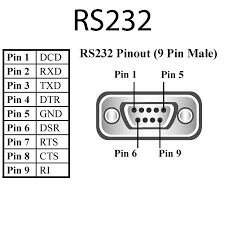 RS232
Pin 1 DCD
Pin 2 RXD
Pin 3 TXD
Pin 4 DTR
Pin 5 GND
Pin 6 DSR
Pin 7 RTS
Pin 8 CTS
Pin 9 RI
RS232 Pinout (9 Pin Male)
Pin 1 Pin 5
Pin 6 Pin 9